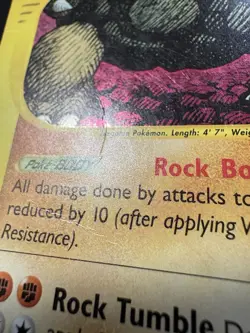 Pokémon. Length: 4' 7", Weig
Poké-BODY
Rock Bo
All damage done by attacks to
reduced by 10 (after applying W
Resistance).
Rock Tumble